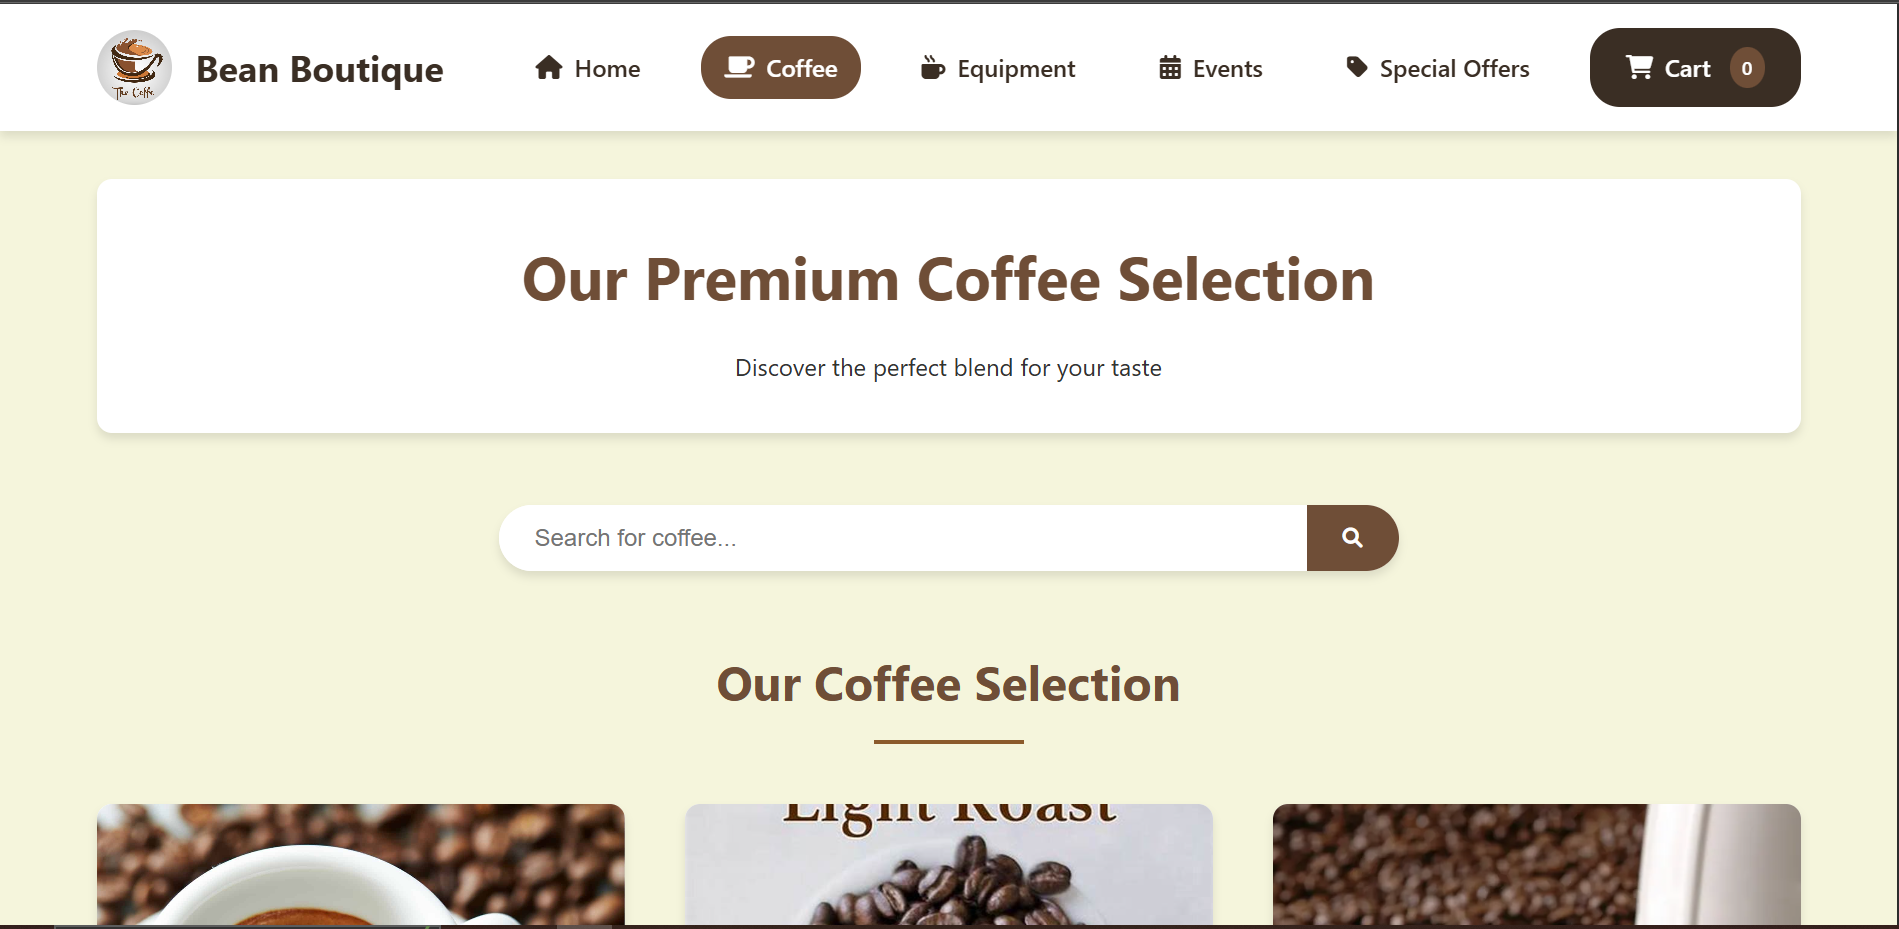 The Coffe
Bean Boutique
Home
Coffee
Equipment
Events
Special Offers
Cart 0
Our Premium Coffee Selection
Discover the perfect blend for your taste
Search for coffee...
Our Coffee Selection
Light Roast